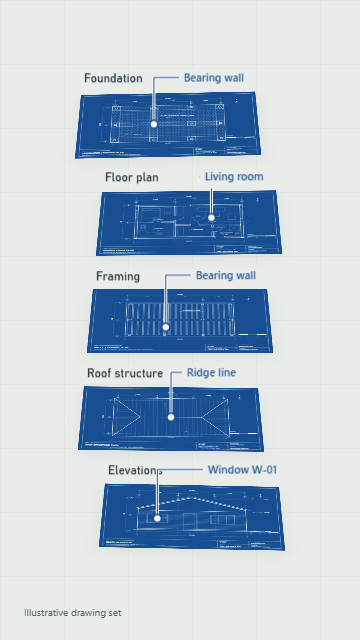 Foundation
Bearing wall
Floor plan
Living room
Framing
Bearing wall
Roof structure
Ridge line
Elevations
Window W-01
Illustrative drawing set